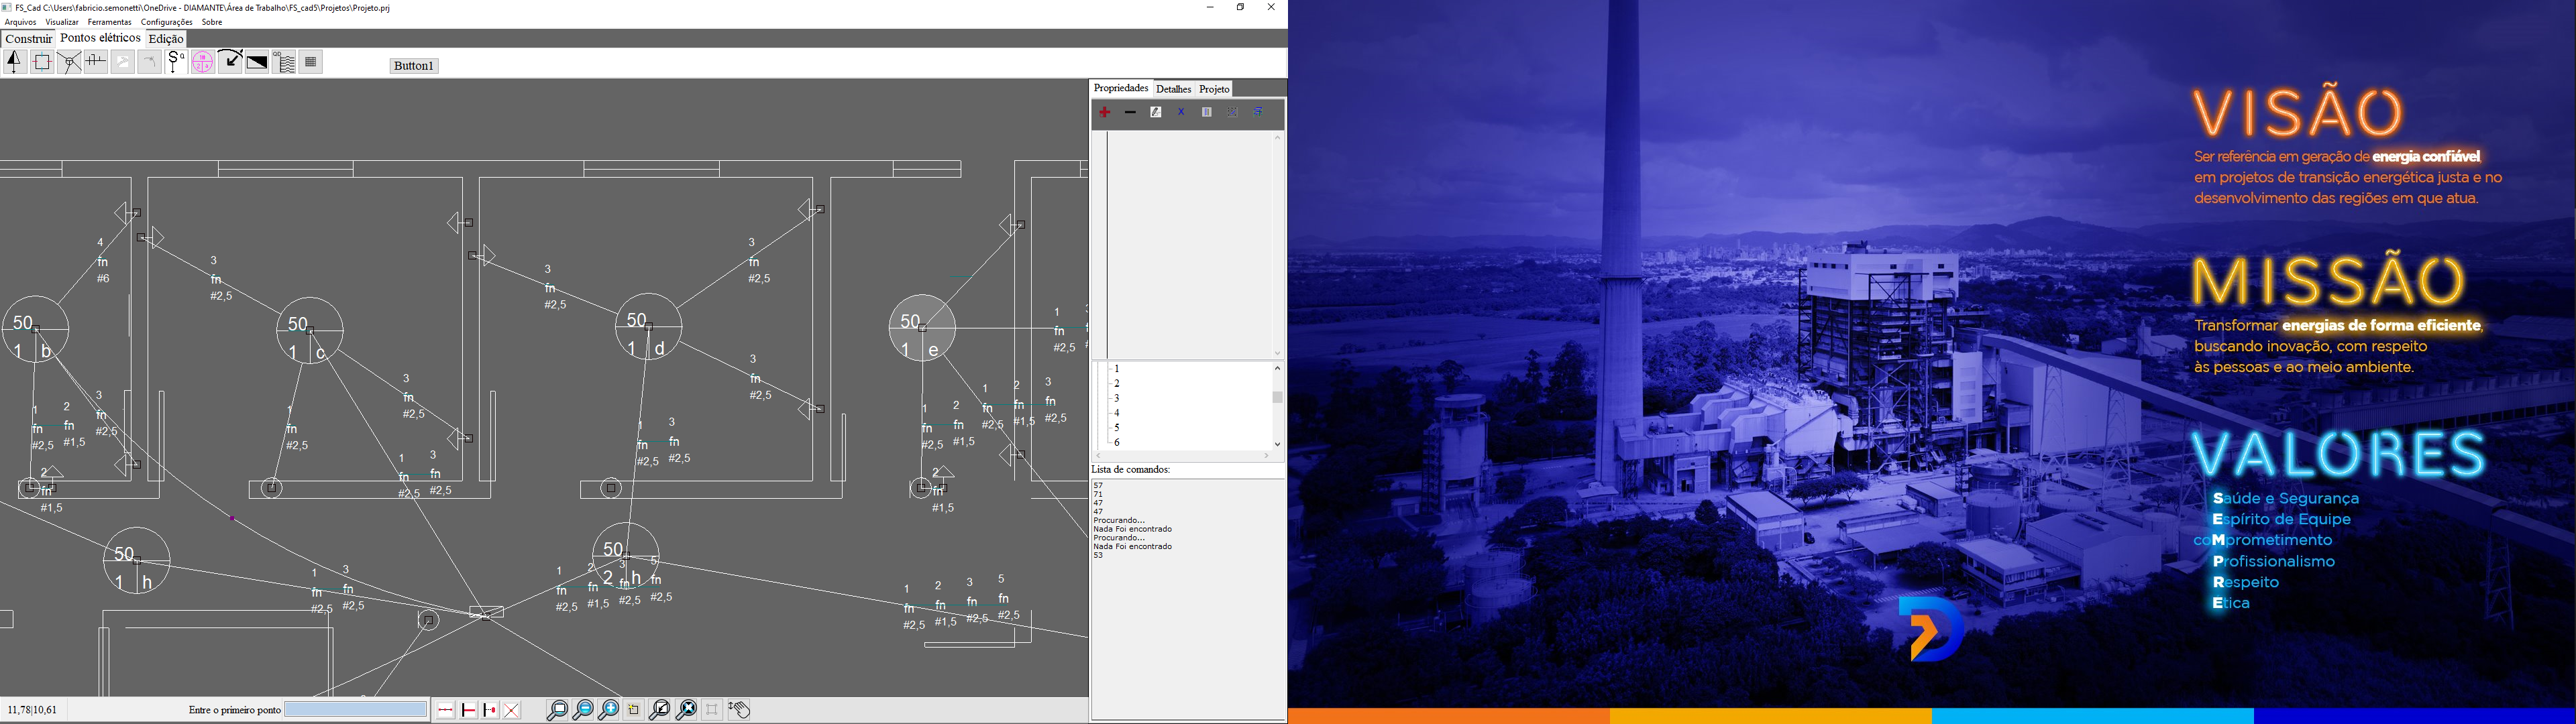 FS_Cad C:\Users\fabricio.semonetti\OneDrive - DIAMANTE\Área de Trabalho\FS_cad5\Projetos\Projeto.prj
Arquivos Visualizar Ferramentas Configurações Sobre
Construir Pontos elétricos Edição
Button1
Propriedades Detalhes Projeto
4
fn
#6
3
fn
#2,5
3
fn
#2,5
3
fn
#2,5
50
1 b
50
1 c
50
1 d
50
1 e
1
fn
#2,5
3
fn
#2,5
3
fn
#2,5
1 2 3
fn fn fn
#2,5 #1,5 #2,5
1
fn
#2,5
1 3
fn fn
#2,5 #2,5
1 3
fn fn
#2,5 #2,5
1 2
fn fn
#2,5 #1,5
1 2 3
fn fn fn
#2,5 #1,5 #2,5
2
fn
#1,5
2
fn
#1,5
50
1 h
50
2 h
1 3
fn fn
#2,5 #2,5
1 2 3 5
fn fn fn fn
#2,5 #1,5 #2,5 #2,5
1 2 3 5
fn fn fn fn
#2,5 #1,5 #2,5 #2,5
1
2
3
4
5
6
Lista de comandos:
57
71
47
47
Procurando...
Nada Foi encontrado
Procurando...
Nada Foi encontrado
53
11,78|10,61 Entre o primeiro ponto
VISÃO
Ser referência em geração de energia confiável,
em projetos de transição energética justa e no
desenvolvimento das regiões em que atua.
MISSÃO
Transformar energias de forma eficiente,
buscando inovação, com respeito
às pessoas e ao meio ambiente.
VALORES
Saúde e Segurança
Espírito de Equipe
coMprometimento
Profissionalismo
Respeito
Etica